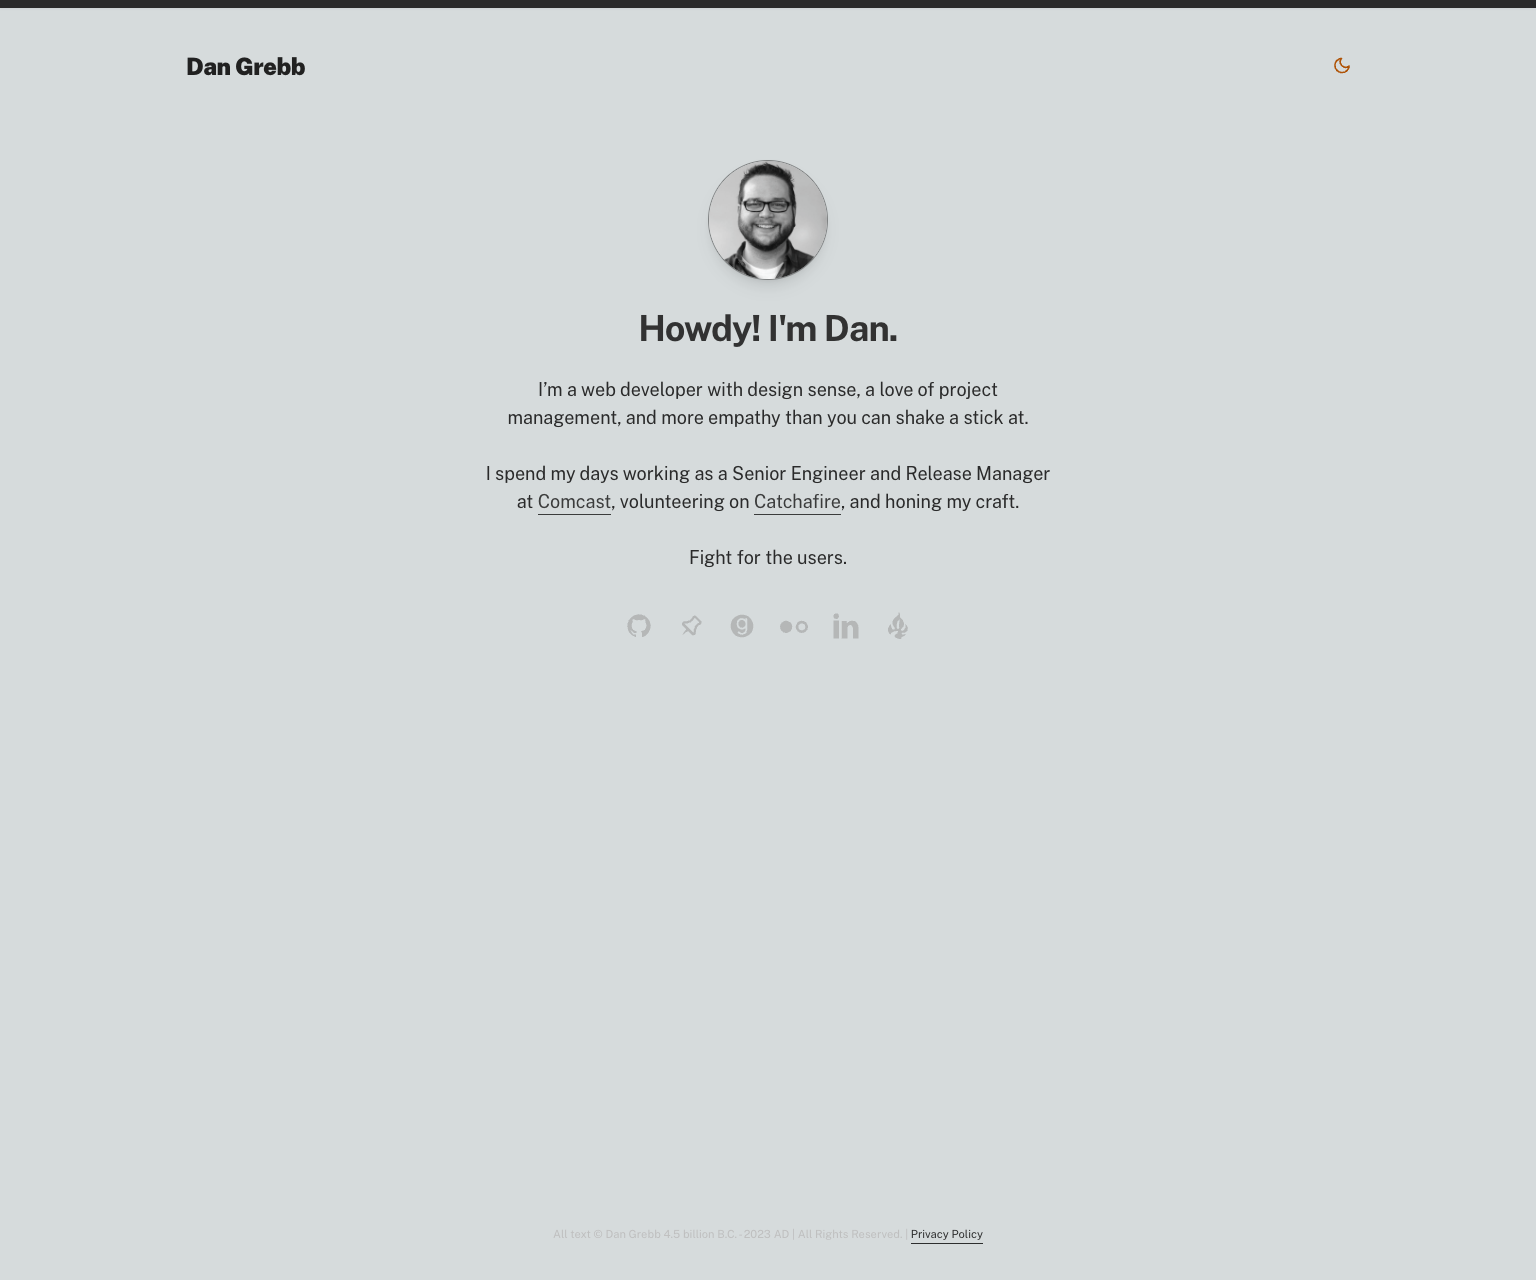 Dan Grebb
Howdy! I'm Dan.
I’m a web developer with design sense, a love of project
management, and more empathy than you can shake a stick at.
I spend my days working as a Senior Engineer and Release Manager
at Comcast, volunteering on Catchafire, and honing my craft.
Fight for the users.
All text © Dan Grebb 4.5 billion B.C. - 2023 AD | All Rights Reserved. | Privacy Policy